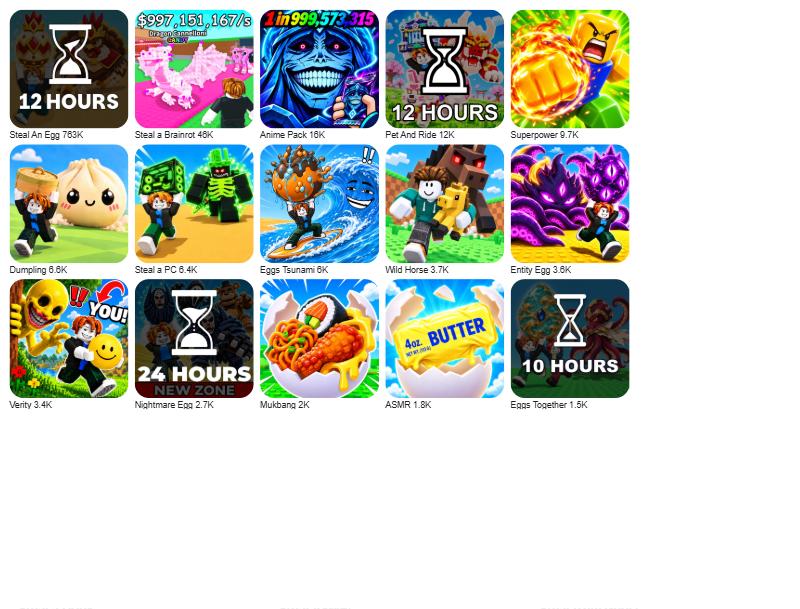 12 HOURS
Steal An Egg 763K
$997,151,167/s
Dragon Cannelloni
CANDY
Steal a Brainrot 46K
1 in 999,573,315
Anime Pack 16K
12 HOURS
Pet And Ride 12K
Superpower 9.7K
Dumpling 6.6K
Steal a PC 6.4K
!!
Eggs Tsunami 6K
Wild Horse 3.7K
Entity Egg 3.6K
!! YOU!
Verity 3.4K
24 HOURS
NEW ZONE
Nightmare Egg 2.7K
Mukbang 2K
4oz. BUTTER
ASMR 1.8K
10 HOURS
Eggs Together 1.5K